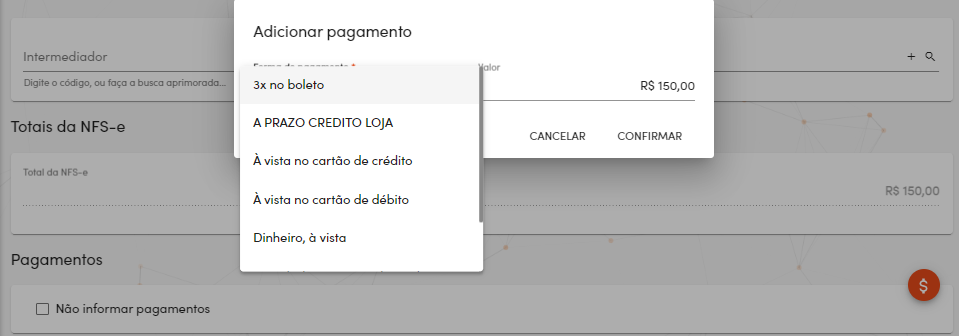 Adicionar pagamento
Intermediador
Forma de pagamento *
Valor
Digite o código, ou faça a busca aprimorada...
3x no boleto
R$ 150,00
Totais da NFS-e
A PRAZO CREDITO LOJA
CANCELAR
CONFIRMAR
À vista no cartão de crédito
Total da NFS-e
R$ 150,00
À vista no cartão de débito
Dinheiro, à vista
Pagamentos
$
Não informar pagamentos